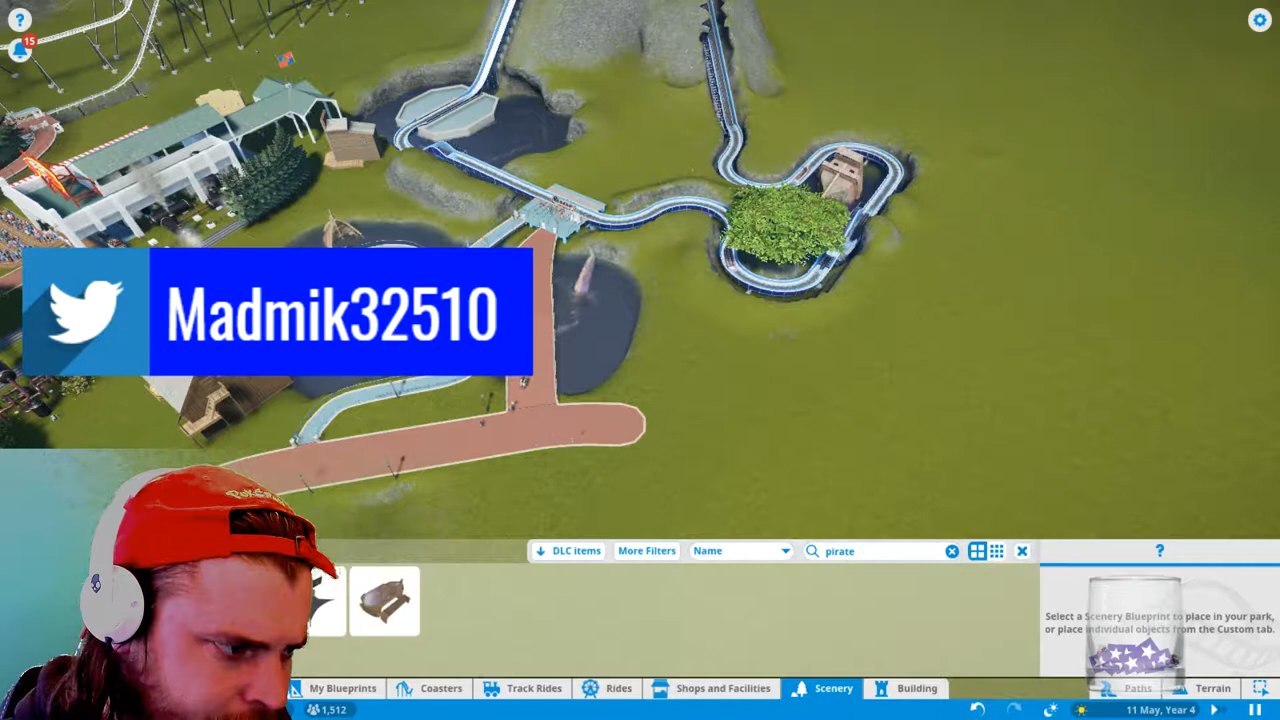 ?
15
Madmik32510
DLC items
More Filters
Name
pirate
?
Select a Scenery Blueprint to place in your park,
or place individual objects from the Custom tab.
My Blueprints
Coasters
Track Rides
Rides
Shops and Facilities
Scenery
Building
Paths
Terrain
1,512
11 May, Year 4